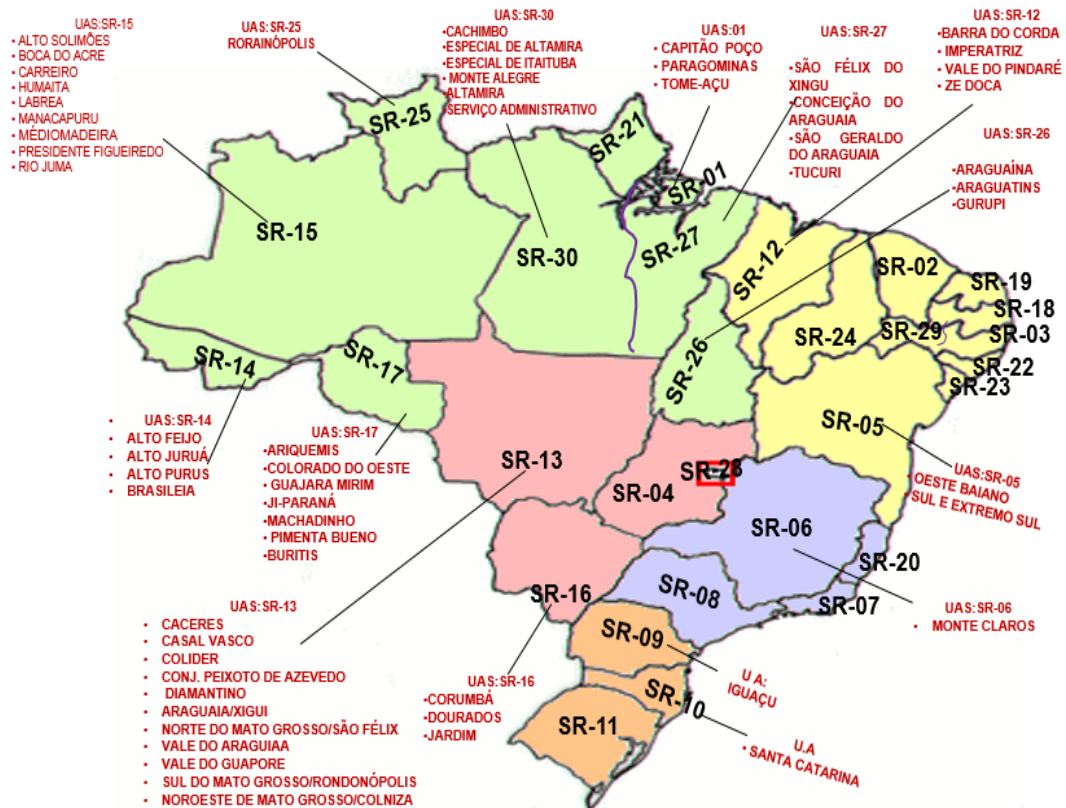 UAS:SR-15
• ALTO SOLIMÕES
• BOCA DO ACRE
• CARREIRO
• HUMAITA
• LABREA
• MANACAPURU
• MÉDIOMADEIRA
• PRESIDENTE FIGUEIREDO
• RIO JUMA
UAS:SR-25
RORAINÓPOLIS
UAS:SR-30
•CACHIMBO
•ESPECIAL DE ALTAMIRA
•ESPECIAL DE ITAITUBA
• MONTE ALEGRE
•ALTAMIRA
•SERVIÇO ADMINISTRATIVO
UAS:01
• CAPITÃO POÇO
• PARAGOMINAS
• TOME-AÇU
UAS:SR-27
•SÃO FÉLIX DO
XINGU
•CONCEIÇÃO DO
ARAGUAIA
•SÃO GERALDO
DO ARAGUAIA
•TUCURI
UAS:SR-12
•BARRA DO CORDA
• IMPERATRIZ
• VALE DO PINDARÉ
• ZE DOCA
UAS:SR-26
•ARAGUAÍNA
•ARAGUATINS
•GURUPI
SR-25
SR-21
SR-01
SR-15
SR-30
SR-27
SR-12
SR-02
SR-19
SR-18
SR-29
SR-03
SR-24
SR-22
SR-23
SR-26
SR-14
SR-17
SR-05
SR-13
SR-28
SR-04
SR-06
SR-20
SR-16
SR-08
SR-07
SR-09
SR-10
SR-11
UAS:SR-14
• ALTO FEIJO
• ALTO JURUÁ
• ALTO PURUS
• BRASILEIA
UAS:SR-17
•ARIQUEMIS
•COLORADO DO OESTE
• GUAJARA MIRIM
•JI-PARANÁ
•MACHADINHO
• PIMENTA BUENO
•BURITIS
UAS:SR-05
OESTE BAIANO
• SUL E EXTREMO SUL
UAS:SR-13
• CACERES
• CASAL VASCO
• COLIDER
• CONJ. PEIXOTO DE AZEVEDO
• DIAMANTINO
• ARAGUAIA/XIGUI
• NORTE DO MATO GROSSO/SÃO FÉLIX
• VALE DO ARAGUIAA
• VALE DO GUAPORE
• SUL DO MATO GROSSO/RONDONÓPOLIS
• NOROESTE DE MATO GROSSO/COLNIZA
UAS:SR-16
•CORUMBÁ
•DOURADOS
•JARDIM
UAS:SR-06
• MONTE CLAROS
U A:
IGUAÇU
U.A
• SANTA CATARINA